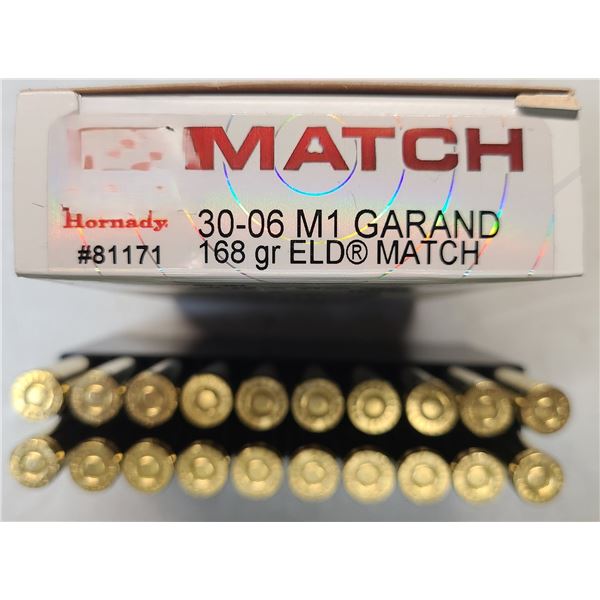 MATCH
Hornady
30-06 M1 GARAND
#81171
168 gr ELD® MATCH